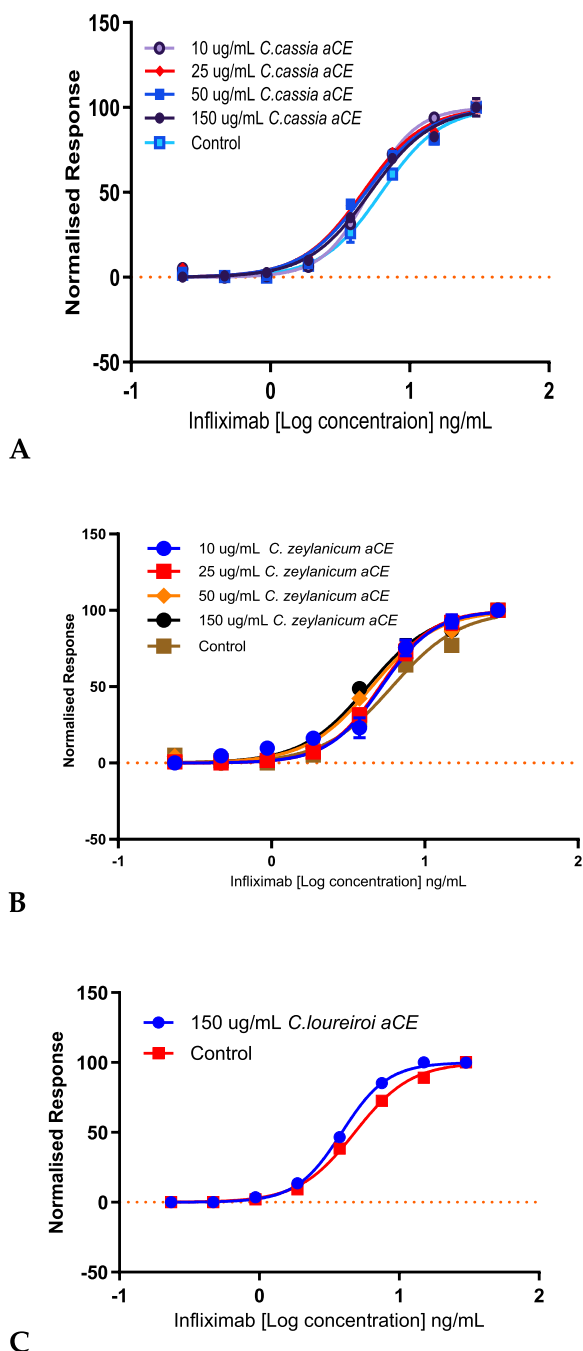 150
10 ug/mL C.cassia aCE
25 ug/mL C.cassia aCE
50 ug/mL C.cassia aCE
150 ug/mL C.cassia aCE
Control
100
50
0
-50
Normalised Response
-1
0
1
2
Infliximab [Log concentraion] ng/mL
A
150
10 ug/mL C. zeylanicum aCE
25 ug/mL C. zeylanicum aCE
50 ug/mL C. zeylanicum aCE
150 ug/mL C. zeylanicum aCE
Control
100
50
0
-50
Normalised Response
-1
0
1
2
Infliximab [Log concentration] ng/mL
B
150
150 ug/mL C.loureiroi aCE
Control
100
50
0
-50
Normalised Response
-1
0
1
2
Infliximab [Log concentration] ng/mL
C